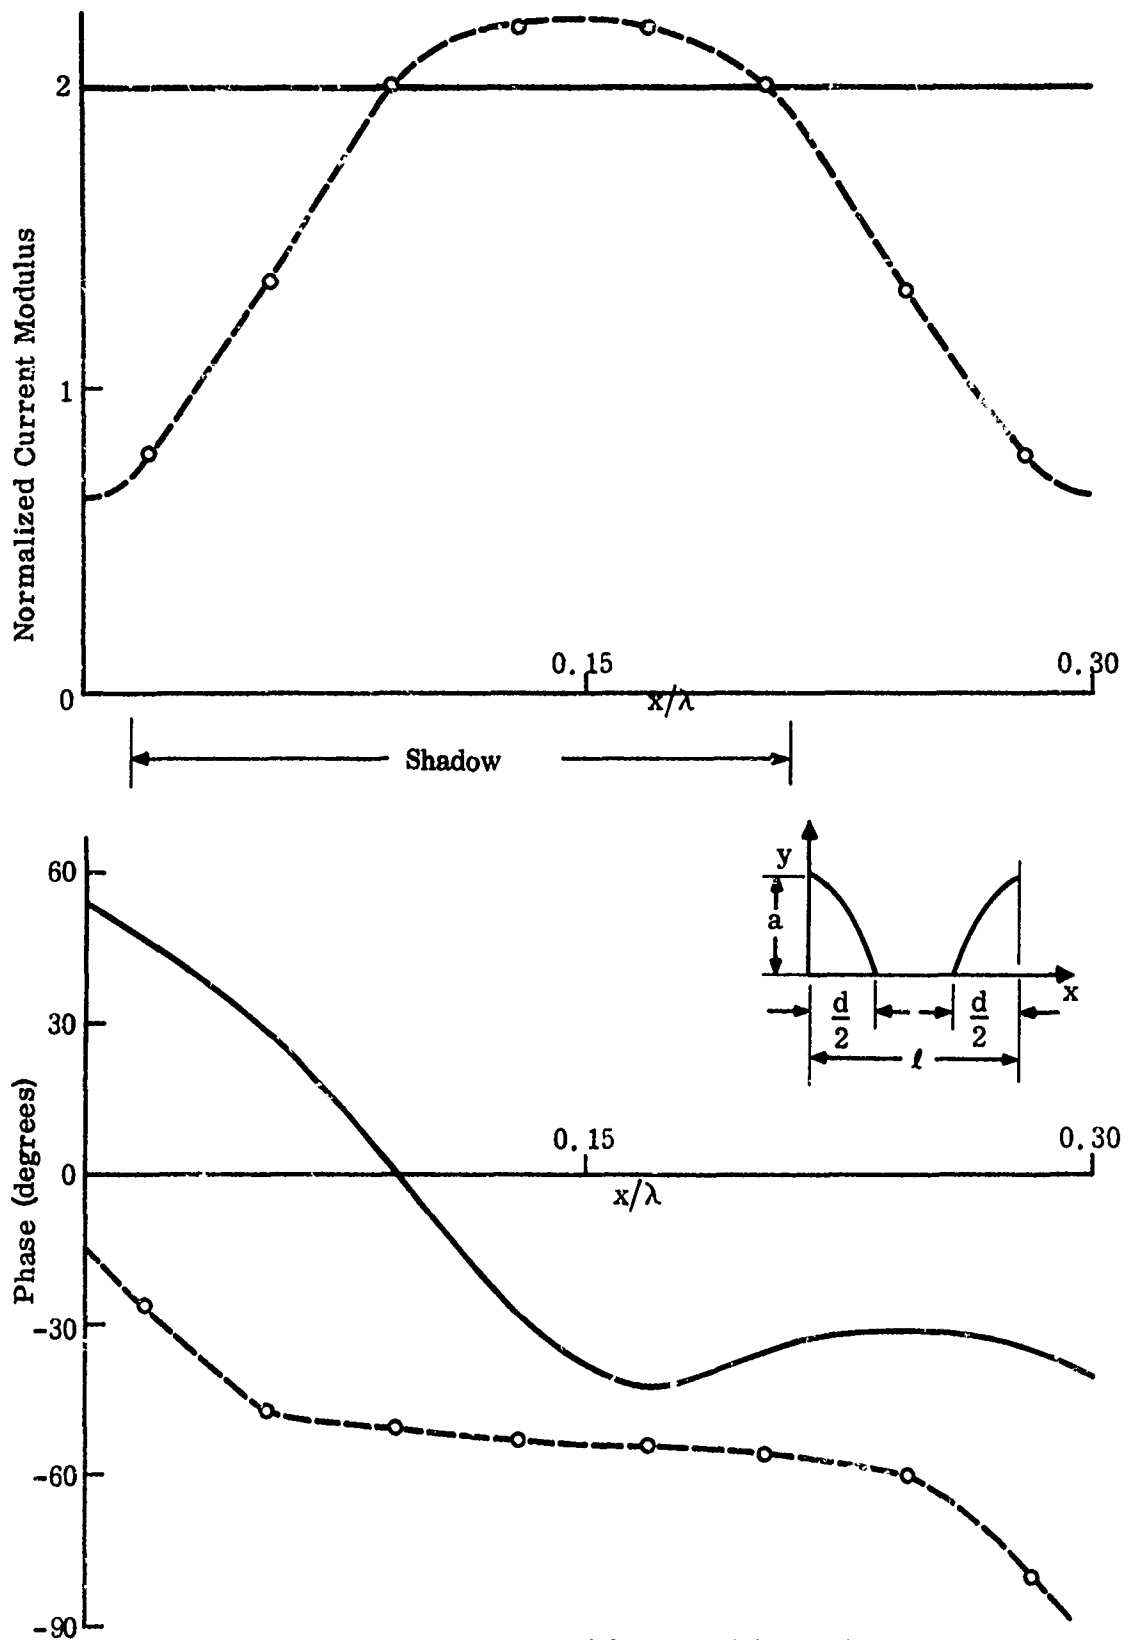 Normalized Current Modulus
2
1
0
0.15
0.30
x/λ
Shadow
Phase (degrees)
60
30
0
-30
-60
-90
0.15
0.30
x/λ
y
a
x
d/2
d/2
ℓ